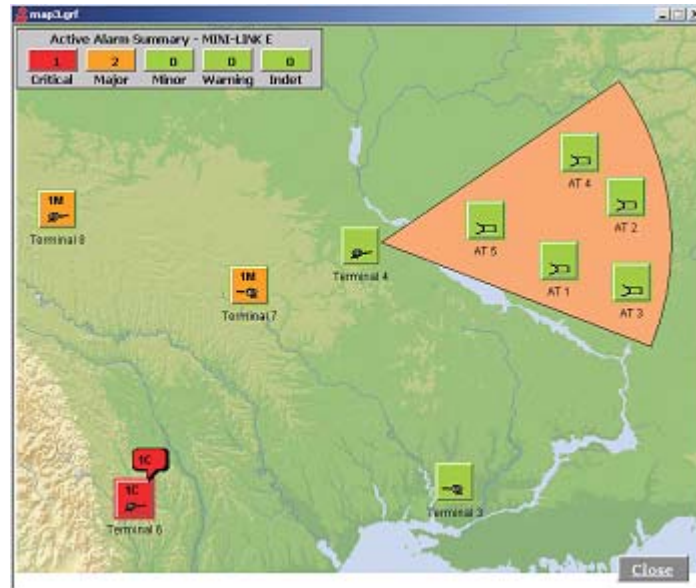 map3.grf
Active Alarm Summary - MINI-LINK E
1 2 0 0 0
Critical Major Minor Warning Indet
AT 4
1M
Terminal 8
AT 2
AT 5
Terminal 4
1M
Terminal 7
AT 1
AT 3
1C
1C
Terminal 6
Terminal 3
Close